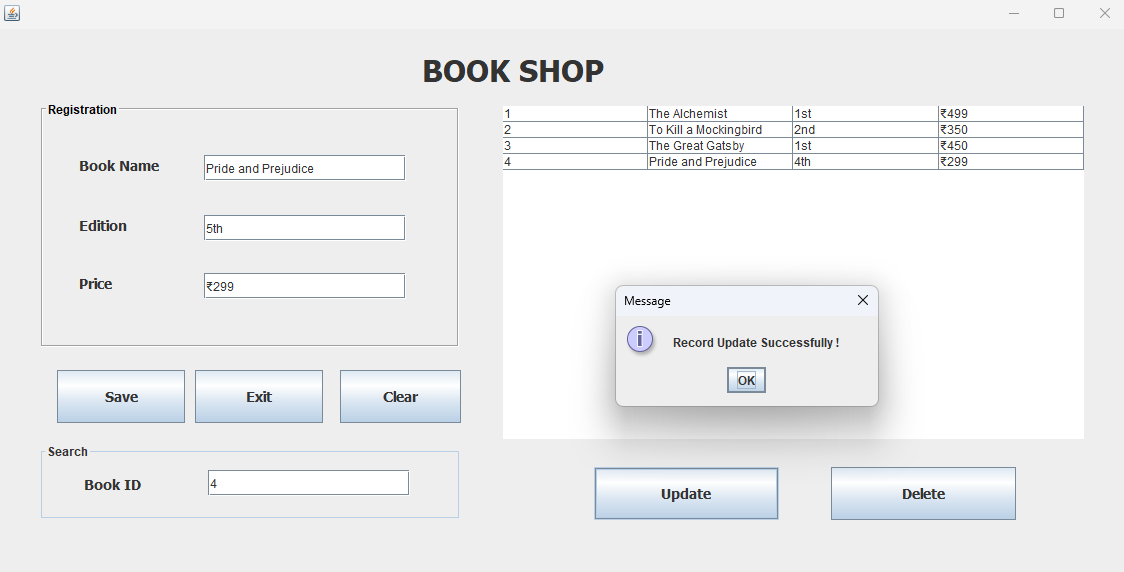 BOOK SHOP
Registration
Book Name Pride and Prejudice
Edition 5th
Price ₹299
Save Exit Clear
Search
Book ID 4
1 The Alchemist 1st ₹499
2 To Kill a Mockingbird 2nd ₹350
3 The Great Gatsby 1st ₹450
4 Pride and Prejudice 4th ₹299
Message
Record Update Successfully !
OK
Update Delete